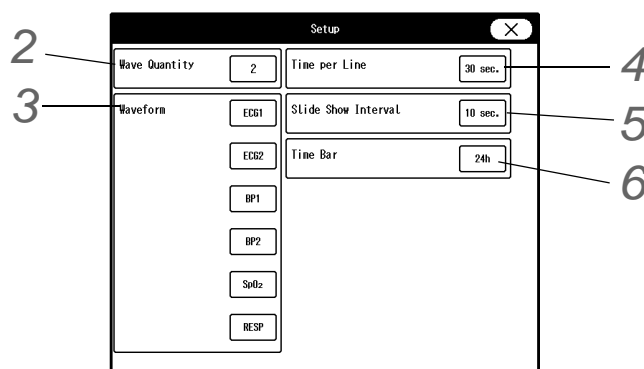 Setup
2
Wave Quantity 2
Time per Line 30 sec.
4
3
Waveform ECG1
Slide Show Interval 10 sec.
5
ECG2
Time Bar 24h
6
BP1
BP2
SpO₂
RESP